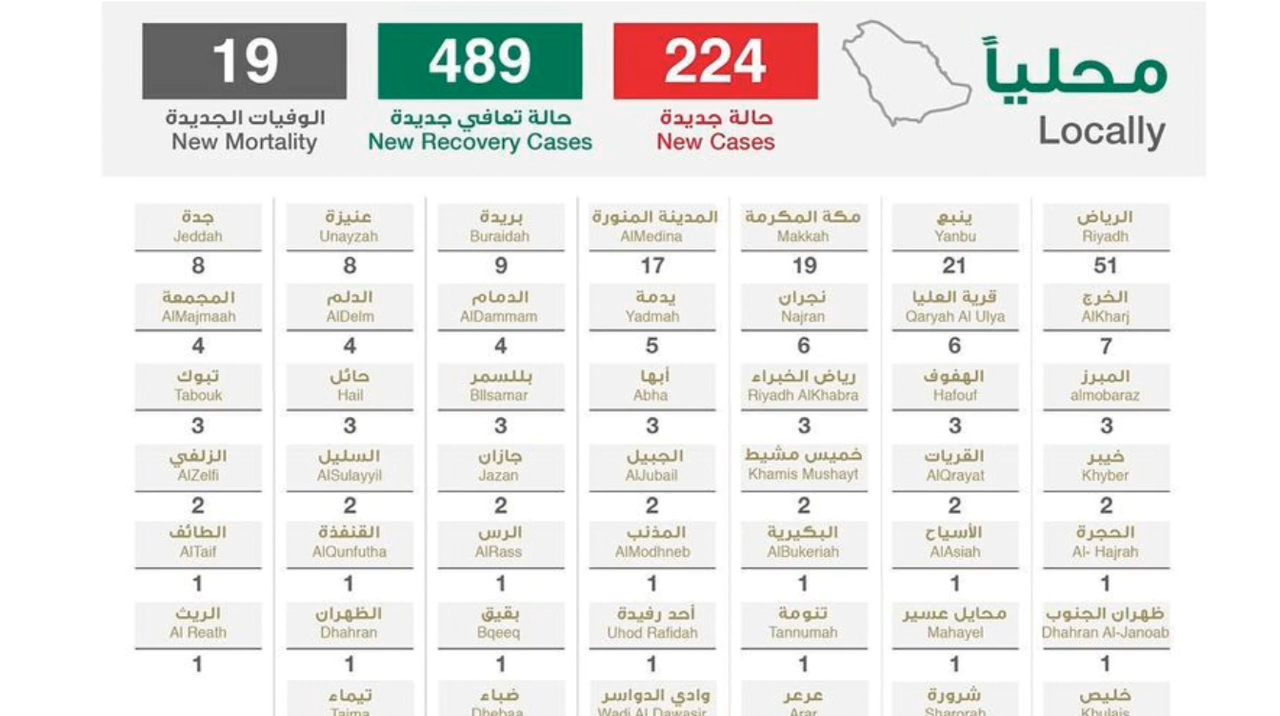 محلياً
Locally
224
حالة جديدة
New Cases
489
حالة تعافي جديدة
New Recovery Cases
19
الوفيات الجديدة
New Mortality
الرياض
Riyadh
51
ينبع
Yanbu
21
مكة المكرمة
Makkah
19
المدينة المنورة
AlMedina
17
بريدة
Buraidah
9
عنيزة
Unayzah
8
جدة
Jeddah
8
الخرج
AlKharj
7
قرية العليا
Qaryah Al Ulya
6
نجران
Najran
6
يدمة
Yadmah
5
الدمام
AlDammam
4
الدلم
AlDelm
4
المجمعة
AlMajmaah
4
المبرز
almobaraz
3
الهفوف
Hafouf
3
رياض الخبراء
Riyadh AlKhabra
3
أبها
Abha
3
بللسمر
Bllsamar
3
حائل
Hail
3
تبوك
Tabouk
3
خيبر
Khyber
2
القريات
AlQrayat
2
خميس مشيط
Khamis Mushayt
2
الجبيل
AlJubail
2
جازان
Jazan
2
السليل
AlSulayyil
2
الزلفي
AlZelfi
2
الحجرة
Al- Hajrah
1
الأسياح
AlAsiah
1
البكيرية
AlBukeriah
1
المذنب
AlModhneb
1
الرس
AlRass
1
القنفذة
AlQunfutha
1
الطائف
AlTaif
1
ظهران الجنوب
Dhahran Al-Janoab
1
محايل عسير
Mahayel
1
تنومة
Tannumah
1
أحد رفيدة
Uhod Rafidah
1
بقيق
Bqeeq
1
الظهران
Dhahran
1
الريث
Al Reath
1
خليص
Khulais
شرورة
Sharorah
عرعر
Arar
وادي الدواسر
Wadi Al Dawasir
ضباء
Dhebaa
تيماء
Taima